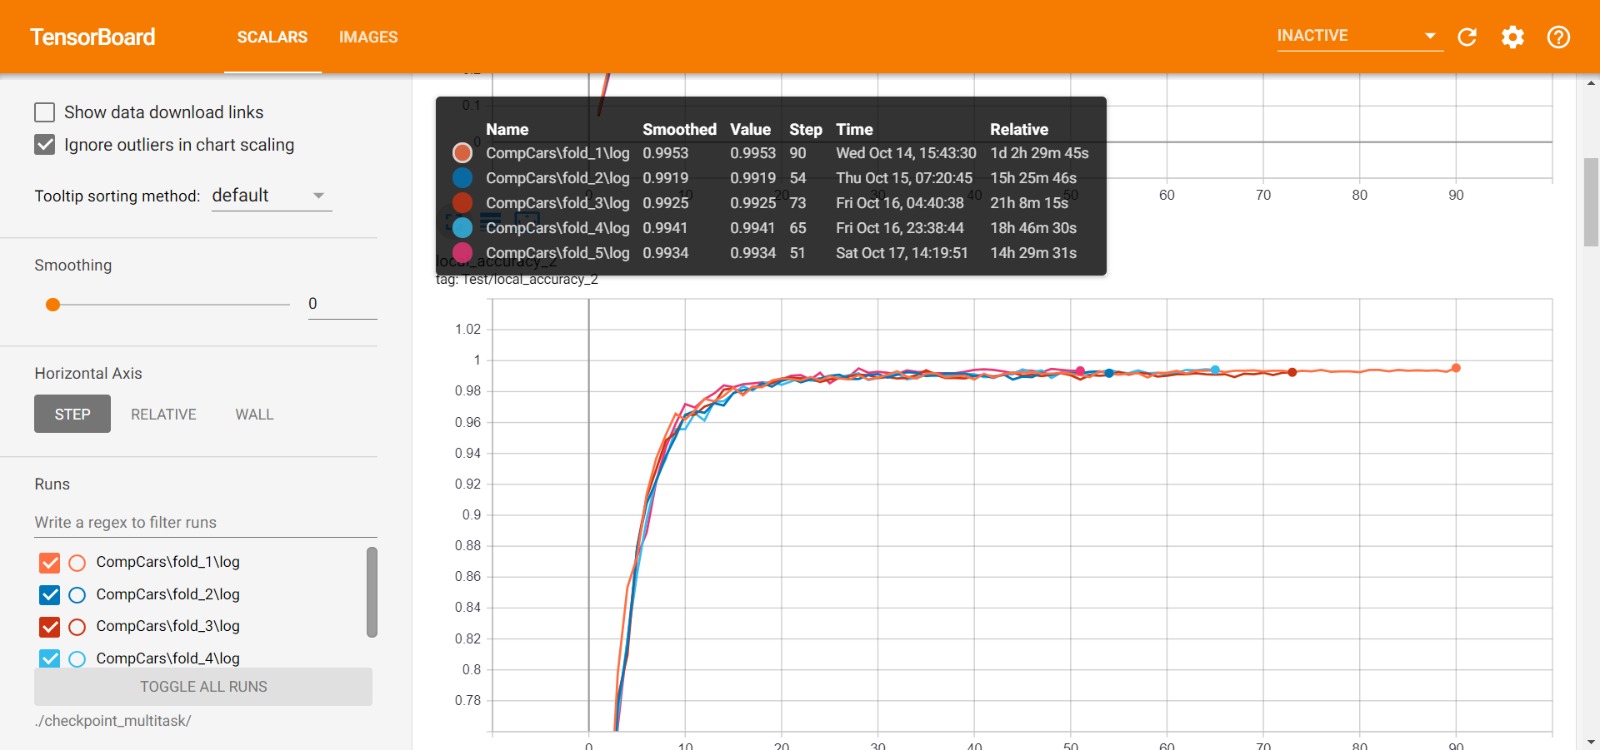 TensorBoard SCALARS IMAGES INACTIVE
Show data download links
Ignore outliers in chart scaling
Tooltip sorting method: default
Smoothing
0
Horizontal Axis
STEP RELATIVE WALL
Runs
Write a regex to filter runs
CompCars\fold_1\log
CompCars\fold_2\log
CompCars\fold_3\log
CompCars\fold_4\log
TOGGLE ALL RUNS
./checkpoint_multitask/
0.2
0.1
0
Name Smoothed Value Step Time Relative
CompCars\fold_1\log 0.9953 0.9953 90 Wed Oct 14, 15:43:30 1d 2h 29m 45s
CompCars\fold_2\log 0.9919 0.9919 54 Thu Oct 15, 07:20:45 15h 25m 46s
CompCars\fold_3\log 0.9925 0.9925 73 Fri Oct 16, 04:40:38 21h 8m 15s
CompCars\fold_4\log 0.9941 0.9941 65 Fri Oct 16, 23:38:44 18h 46m 30s
CompCars\fold_5\log 0.9934 0.9934 51 Sat Oct 17, 14:19:51 14h 29m 31s
10 20 30 40 50 60 70 80 90
local_accuracy_2
tag: Test/local_accuracy_2
1.02
1
0.98
0.96
0.94
0.92
0.9
0.88
0.86
0.84
0.82
0.8
0.78
0 10 20 30 40 50 60 70 80 90